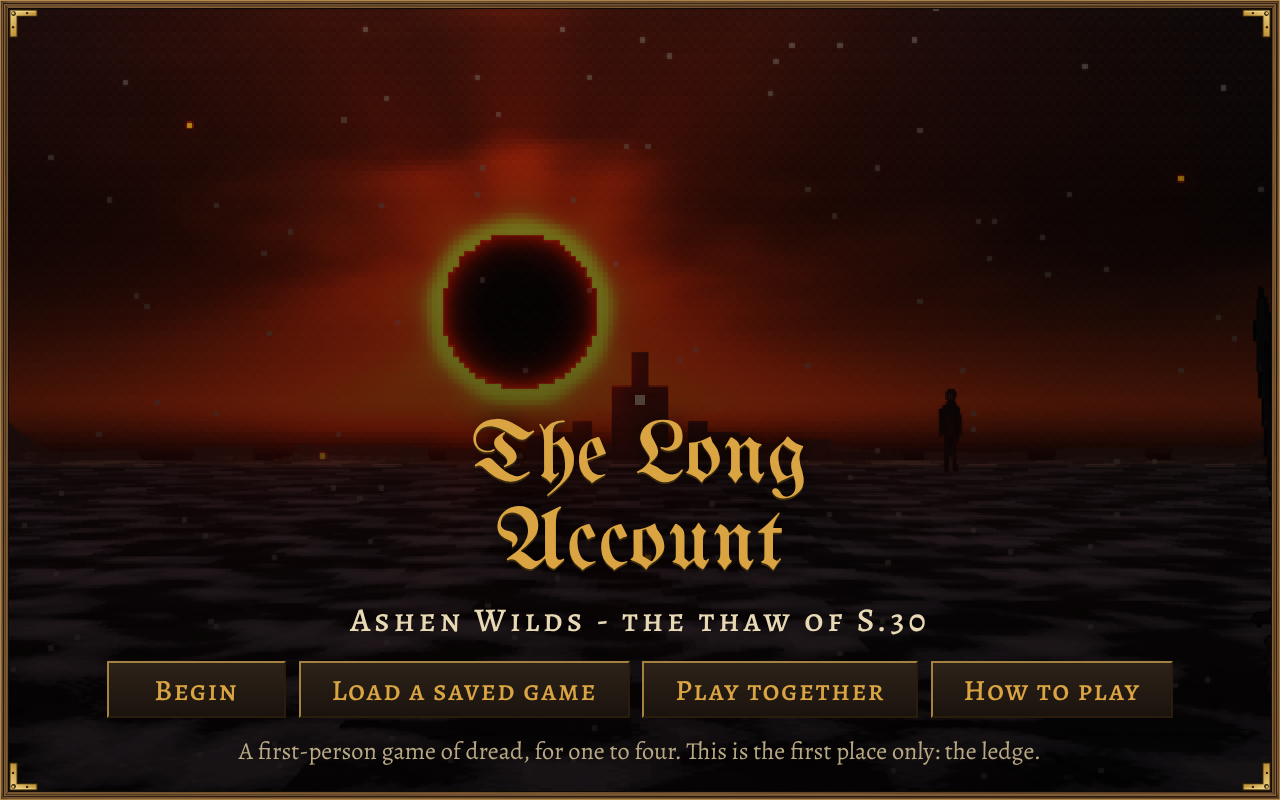 The Long
Account
Ashen Wilds - the thaw of S.30
Begin
Load a saved game
Play together
How to play
A first-person game of dread, for one to four. This is the first place only: the ledge.